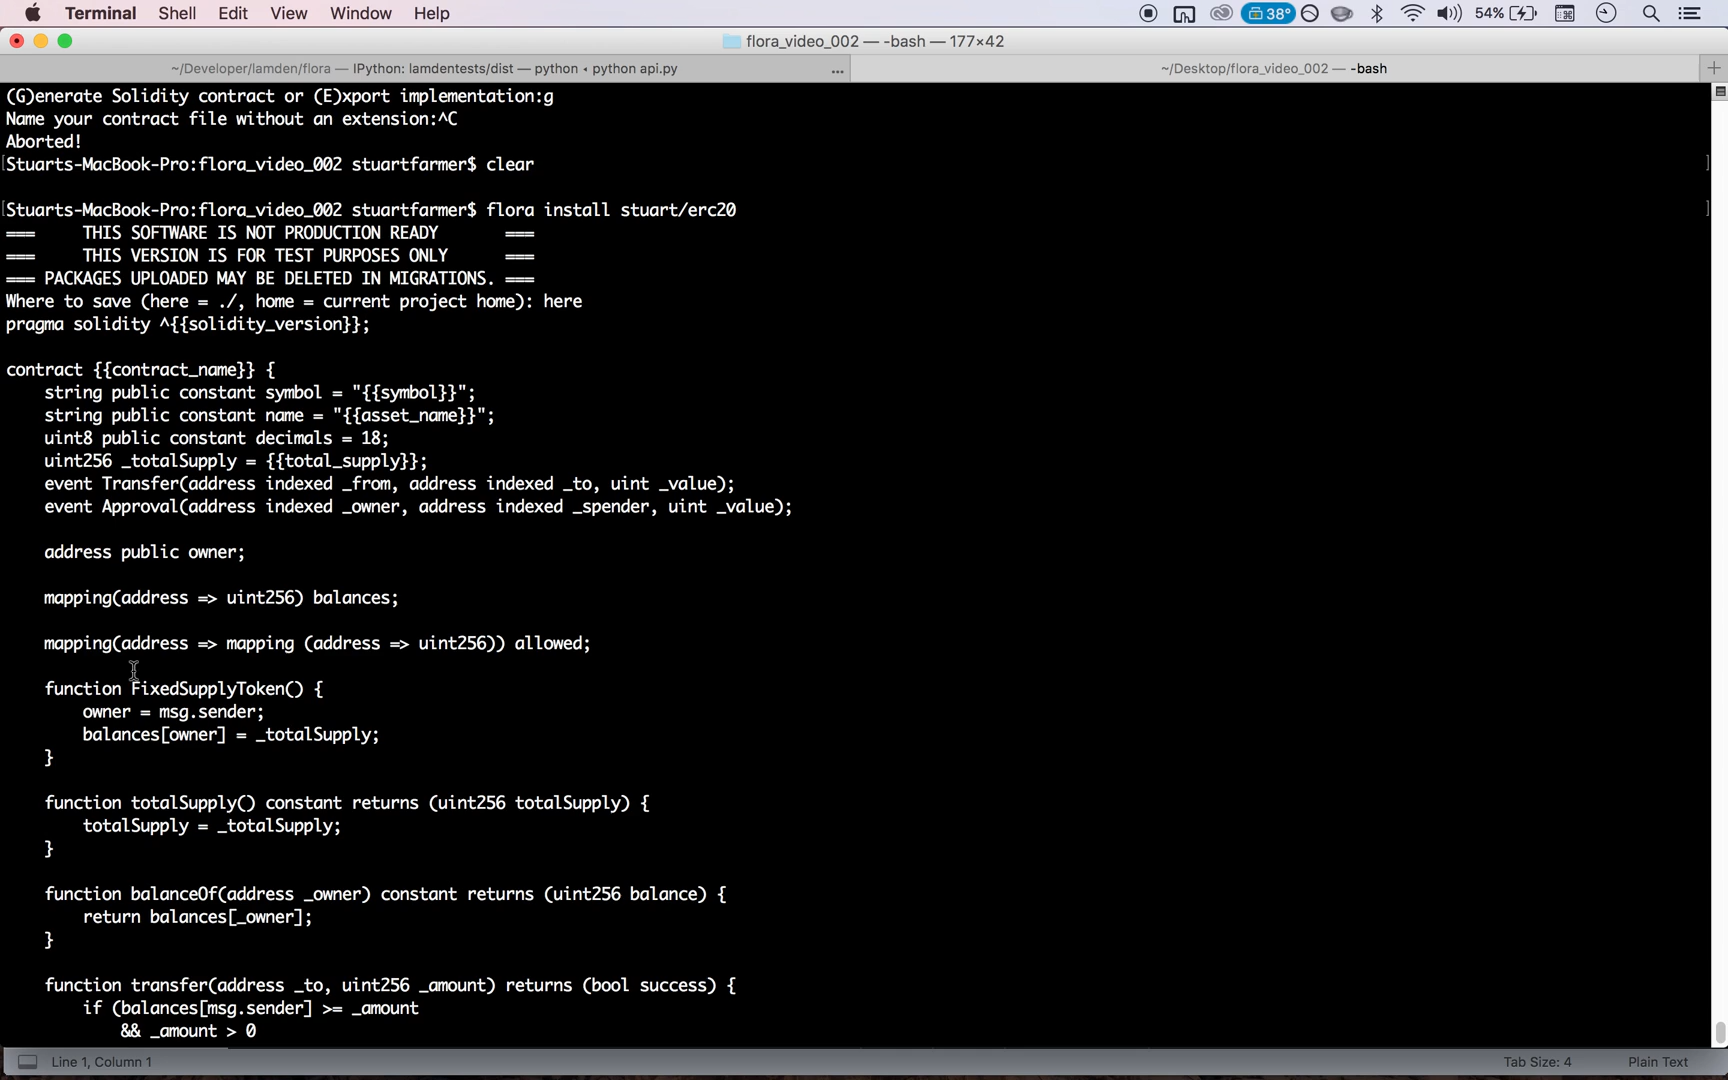 Terminal Shell Edit View Window Help
38° 54%
flora_video_002 — -bash — 177×42
~/Developer/lamden/flora — IPython: lamdentests/dist — python ◂ python api.py ...
~/Desktop/flora_video_002 — -bash
(G)enerate Solidity contract or (E)xport implementation:g
Name your contract file without an extension:^C
Aborted!
[Stuarts-MacBook-Pro:flora_video_002 stuartfarmer$ clear ]
[Stuarts-MacBook-Pro:flora_video_002 stuartfarmer$ flora install stuart/erc20 ]
=== THIS SOFTWARE IS NOT PRODUCTION READY ===
=== THIS VERSION IS FOR TEST PURPOSES ONLY ===
=== PACKAGES UPLOADED MAY BE DELETED IN MIGRATIONS. ===
Where to save (here = ./, home = current project home): here
pragma solidity ^{{solidity_version}};
contract {{contract_name}} {
string public constant symbol = "{{symbol}}";
string public constant name = "{{asset_name}}";
uint8 public constant decimals = 18;
uint256 _totalSupply = {{total_supply}};
event Transfer(address indexed _from, address indexed _to, uint _value);
event Approval(address indexed _owner, address indexed _spender, uint _value);
address public owner;
mapping(address => uint256) balances;
mapping(address => mapping (address => uint256)) allowed;
function FixedSupplyToken() {
owner = msg.sender;
balances[owner] = _totalSupply;
}
function totalSupply() constant returns (uint256 totalSupply) {
totalSupply = _totalSupply;
}
function balanceOf(address _owner) constant returns (uint256 balance) {
return balances[_owner];
}
function transfer(address _to, uint256 _amount) returns (bool success) {
if (balances[msg.sender] >= _amount
&& _amount > 0
Line 1, Column 1
Tab Size: 4 Plain Text